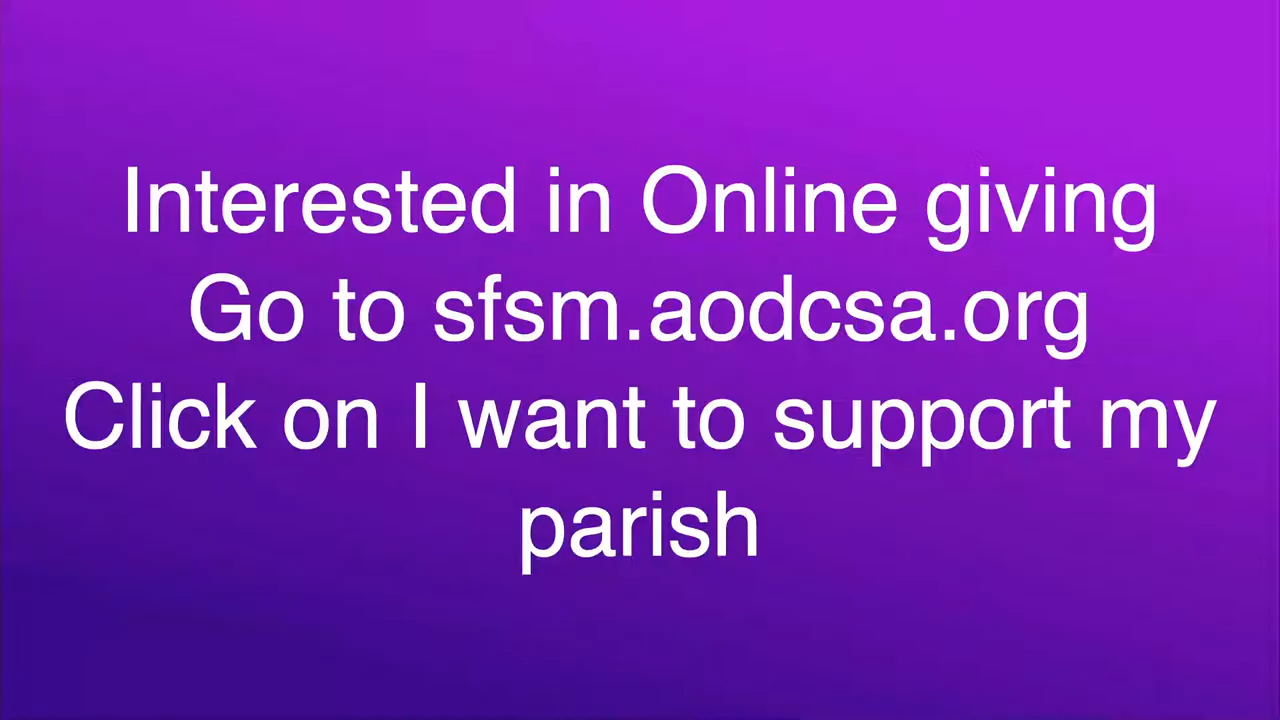 Interested in Online giving
Go to sfsm.aodcsa.org
Click on I want to support my
parish